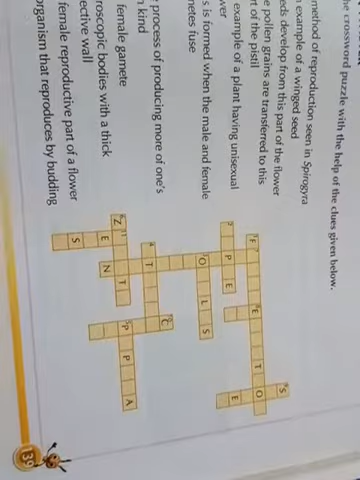 he crossword puzzle with the help of the clues given below.
method of reproduction seen in Spirogyra
example of a winged seed
eds develop from this part of the flower
e pollen grains are transferred to this
rt of the pistil
example of a plant having unisexual
wer
s is formed when the male and female
netes fuse
process of producing more of one's
n kind
female gamete
roscopic bodies with a thick
ective wall
female reproductive part of a flower
organism that reproduces by budding
F
P E
O L S
E T O
S
E
T
C
Z
E N T
S
P P A
139